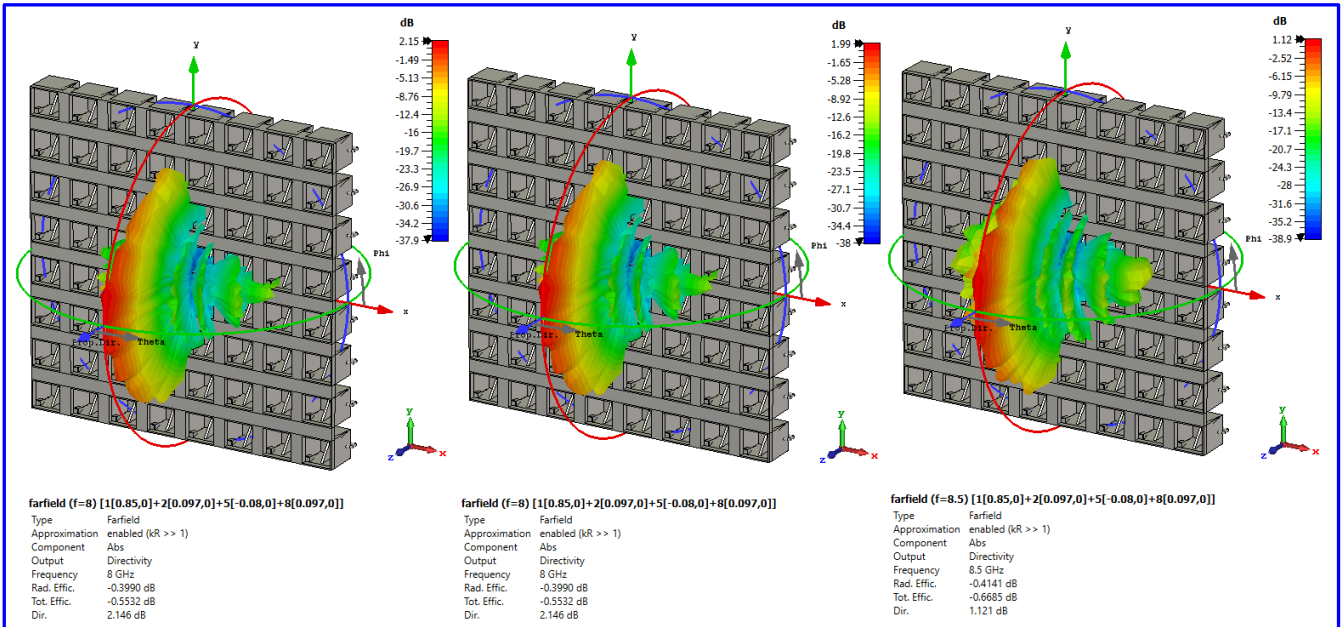 dB
2.15
-1.49
-5.13
-8.76
-12.4
-16
-19.7
-23.3
-26.9
-30.6
-34.2
-37.9
y
Phi
x
Theta
y
z
x
farfield (f=8) [1[0.85,0]+2[0.097,0]+5[-0.08,0]+8[0.097,0]]
Type Farfield
Approximation enabled (kR >> 1)
Component Abs
Output Directivity
Frequency 8 GHz
Rad. Effic. -0.3990 dB
Tot. Effic. -0.5532 dB
Dir. 2.146 dB
dB
1.99
-1.65
-5.28
-8.92
-12.6
-16.2
-19.8
-23.5
-27.1
-30.7
-34.4
-38
y
Phi
x
Theta
y
z
x
farfield (f=8) [1[0.85,0]+2[0.097,0]+5[-0.08,0]+8[0.097,0]]
Type Farfield
Approximation enabled (kR >> 1)
Component Abs
Output Directivity
Frequency 8 GHz
Rad. Effic. -0.3990 dB
Tot. Effic. -0.5532 dB
Dir. 2.146 dB
dB
1.12
-2.52
-6.15
-9.79
-13.4
-17.1
-20.7
-24.3
-28
-31.6
-35.2
-38.9
y
Phi
x
Theta
y
z
x
farfield (f=8.5) [1[0.85,0]+2[0.097,0]+5[-0.08,0]+8[0.097,0]]
Type Farfield
Approximation enabled (kR >> 1)
Component Abs
Output Directivity
Frequency 8.5 GHz
Rad. Effic. -0.4141 dB
Tot. Effic. -0.6685 dB
Dir. 1.121 dB